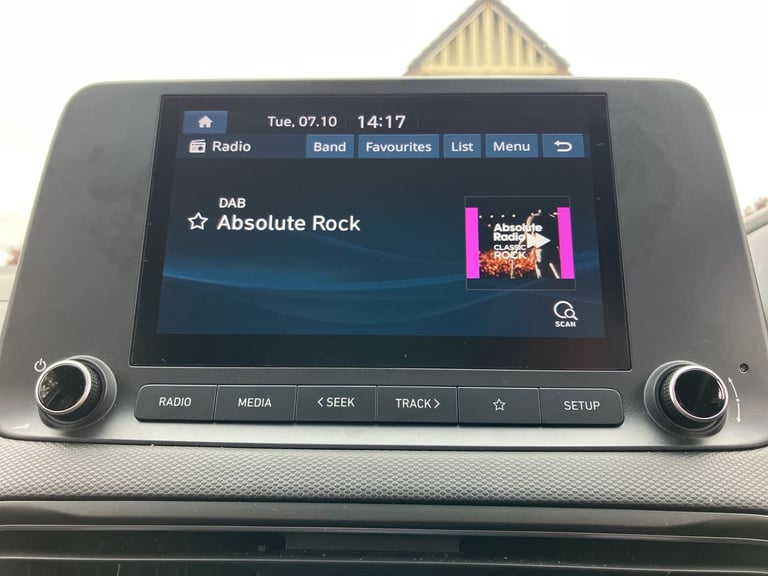 Tue, 07.10 14:17
Radio Band Favourites List Menu
DAB
Absolute Rock
Absolute
Radio
CLASSIC
ROCK
SCAN
RADIO MEDIA < SEEK TRACK > SETUP